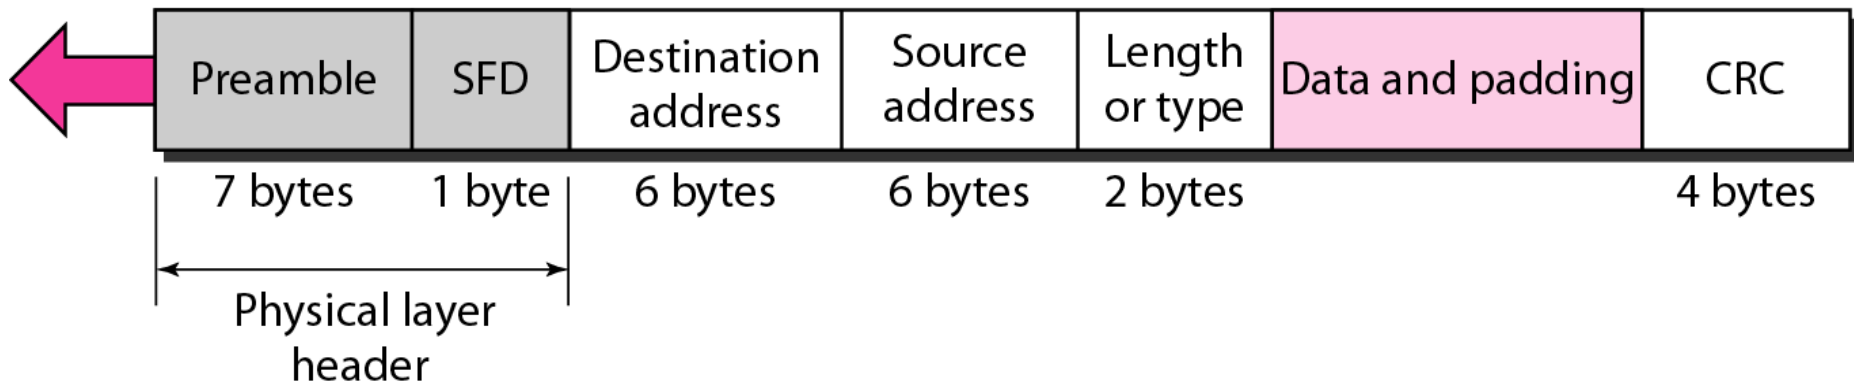 Preamble
SFD
Destination
address
Source
address
Length
or type
Data and padding
CRC
7 bytes
1 byte
6 bytes
6 bytes
2 bytes
4 bytes
Physical layer
header